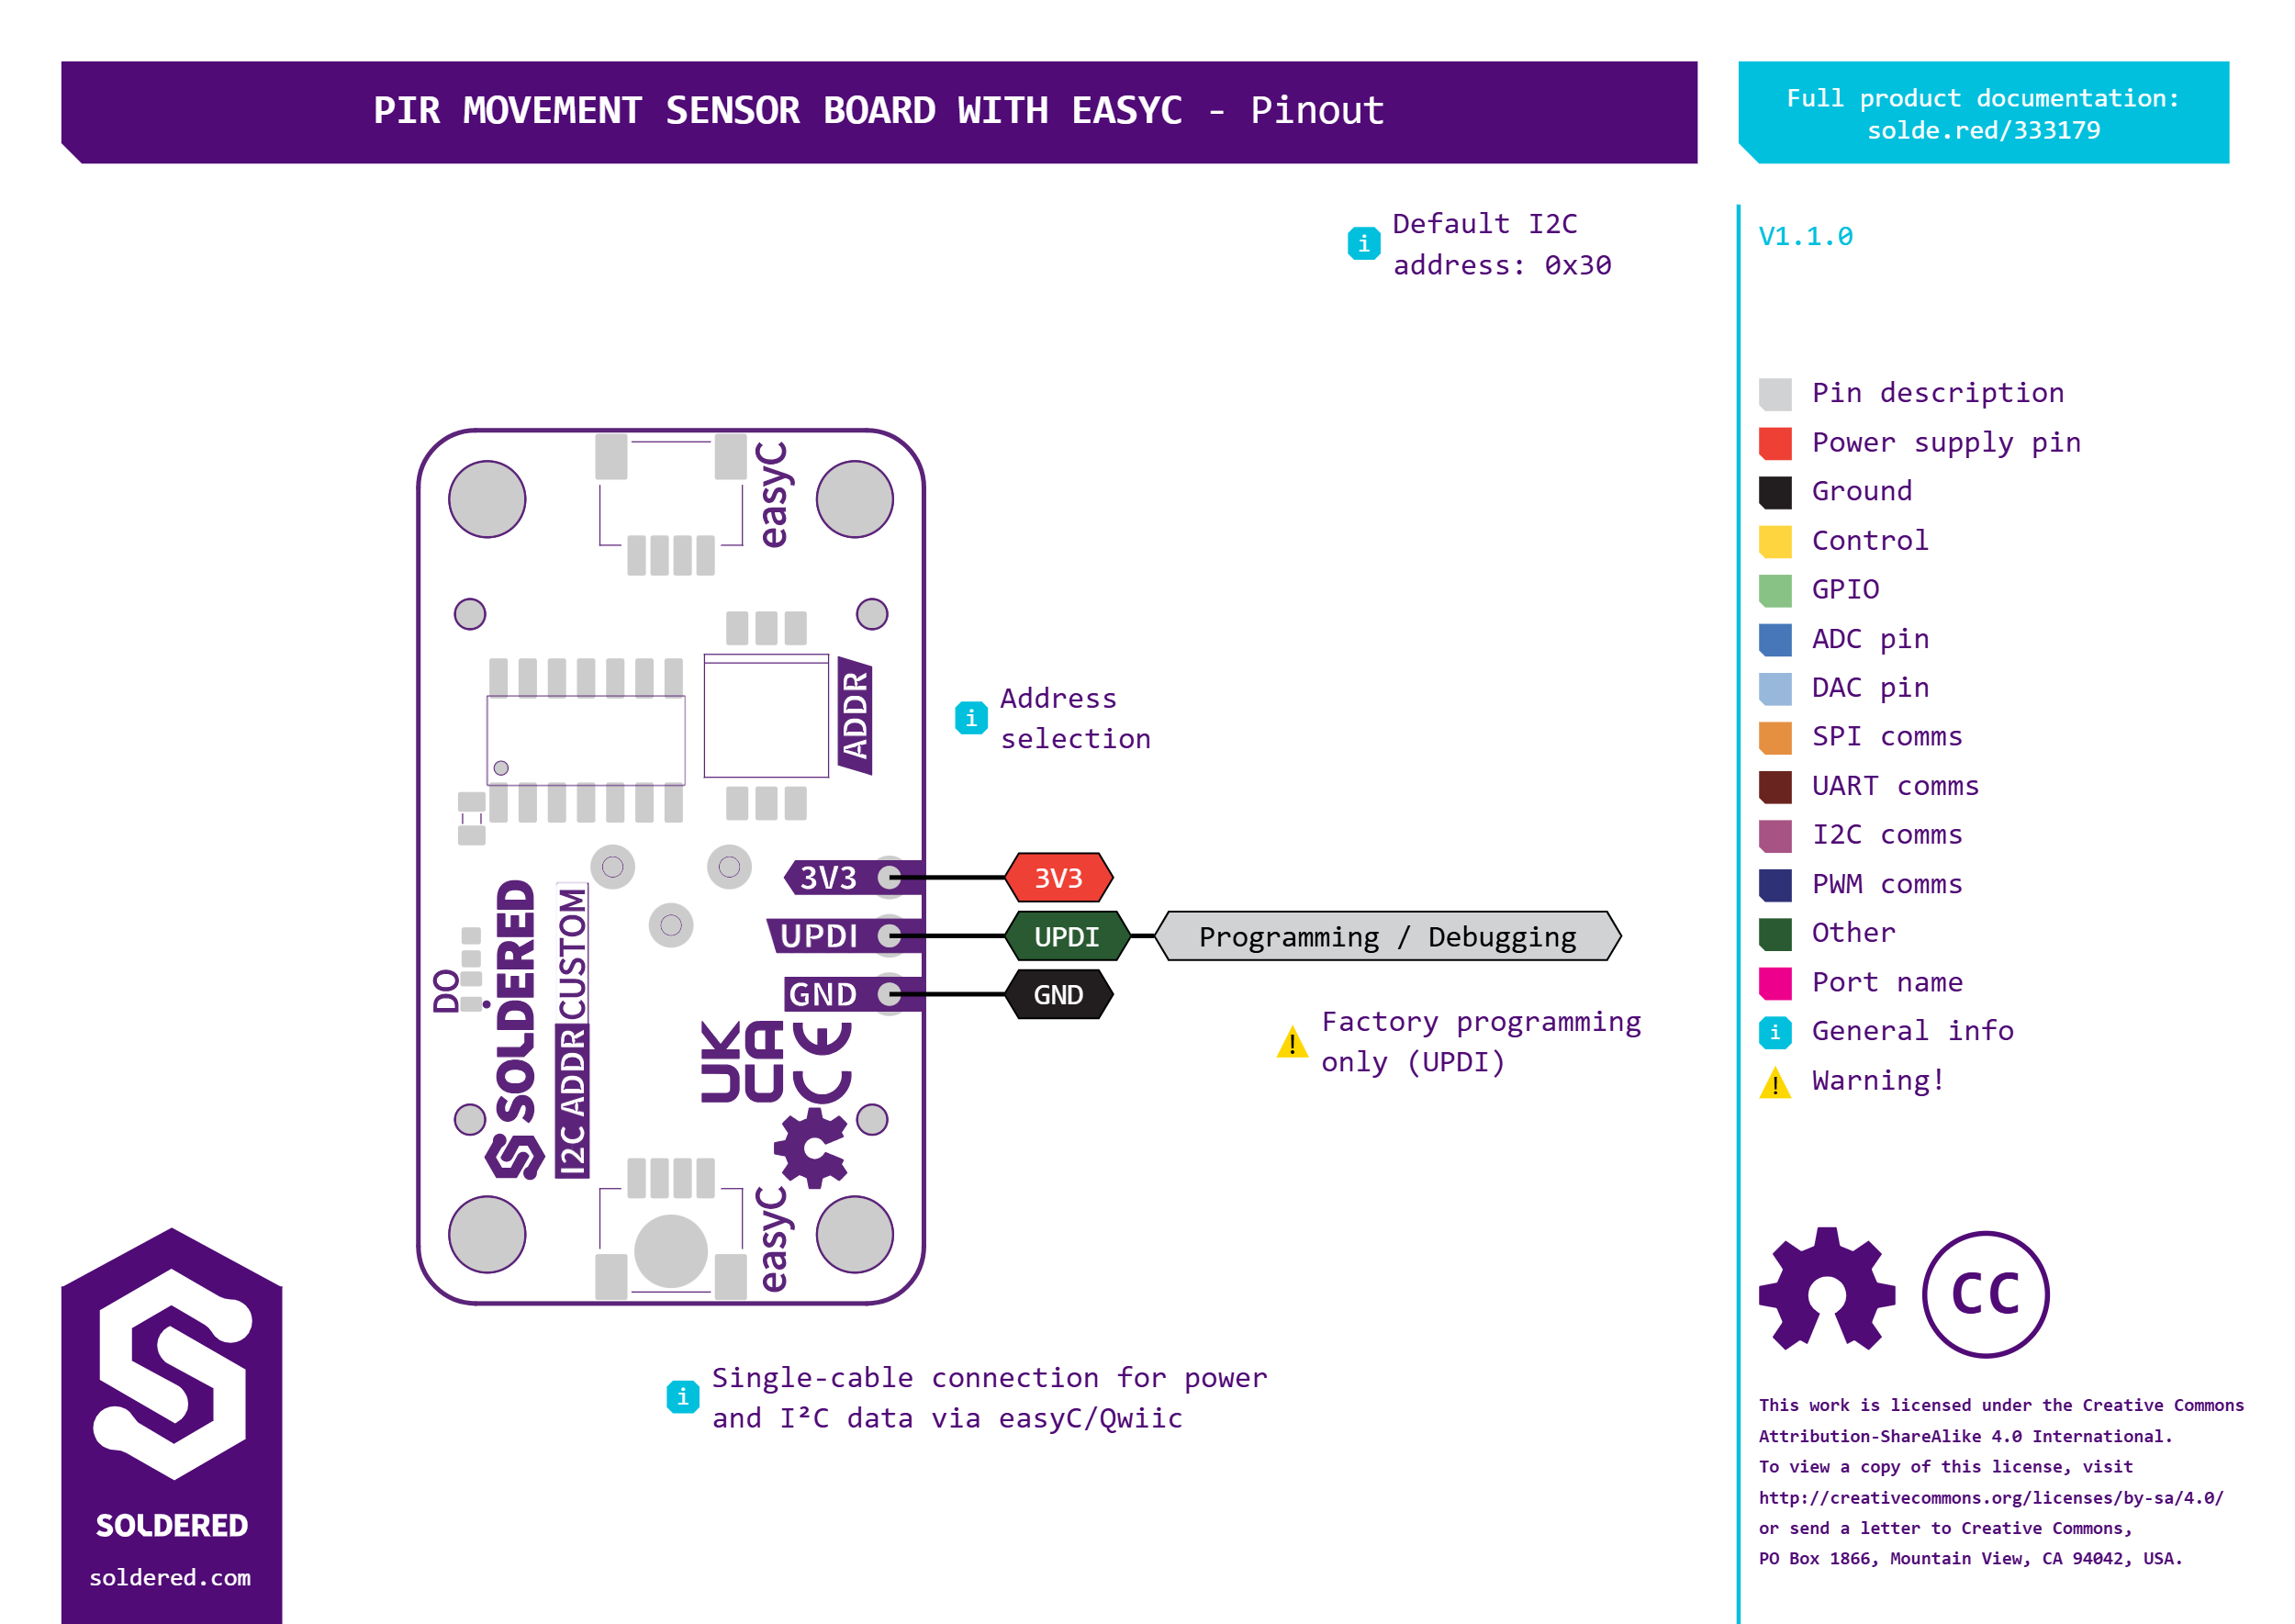 PIR MOVEMENT SENSOR BOARD WITH EASYC - Pinout
Full product documentation:
solde.red/333179
Default I2C
address: 0x30
V1.1.0
easyC
ADDR
Address
selection
3V3
UPDI
GND
3V3
UPDI
Programming / Debugging
GND
Factory programming
only (UPDI)
DO
SOLDERED
I2C ADDR CUSTOM
UK
CA
CE
easyC
Single-cable connection for power
and I²C data via easyC/Qwiic
Pin description
Power supply pin
Ground
Control
GPIO
ADC pin
DAC pin
SPI comms
UART comms
I2C comms
PWM comms
Other
Port name
i General info
! Warning!
CC
This work is licensed under the Creative Commons
Attribution-ShareAlike 4.0 International.
To view a copy of this license, visit
http://creativecommons.org/licenses/by-sa/4.0/
or send a letter to Creative Commons,
PO Box 1866, Mountain View, CA 94042, USA.
SOLDERED
soldered.com